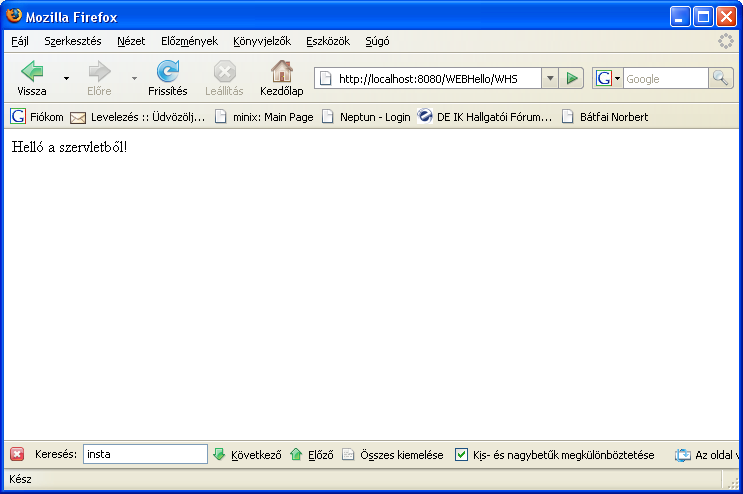 Mozilla Firefox
Fájl Szerkesztés Nézet Előzmények Könyvjelzők Eszközök Súgó
Vissza Előre Frissítés Leállítás Kezdőlap http://localhost:8080/WEBHello/WHS G Google
G Fiókom Levelezés :: Üdvözölj... minix: Main Page Neptun - Login DE IK Hallgatói Fórum... Bátfai Norbert
Helló a szervletből!
Keresés: insta Következő Előző Összes kiemelése Kis- és nagybetűk megkülönböztetése Az oldal v
Kész